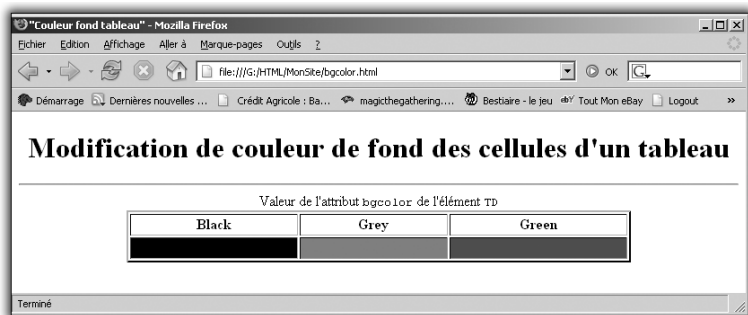 "Couleur fond tableau" - Mozilla Firefox
Fichier Edition Affichage Aller à Marque-pages Outils ?
file:///G:/HTML/MonSite/bgcolor.html OK G
Démarrage Dernières nouvelles ... Crédit Agricole : Ba... magicthegathering.... Bestiaire - le jeu ebY Tout Mon eBay Logout »
Modification de couleur de fond des cellules d'un tableau
Valeur de l'attribut bgcolor de l'élément TD
Black Grey Green
Terminé